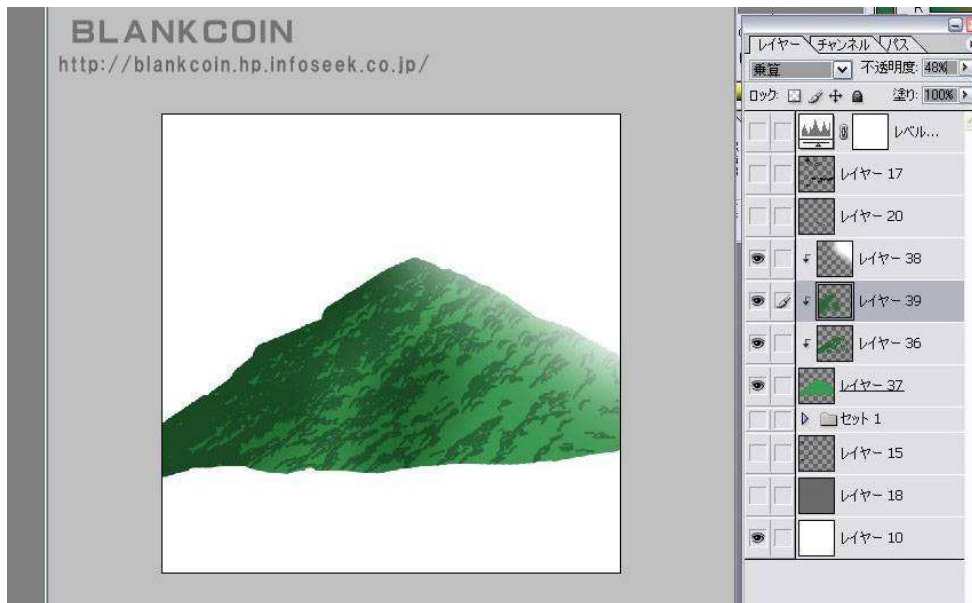 BLANKCOIN
http://blankcoin.hp.infoseek.co.jp/
R
レイヤー チャンネル パス
乗算 不透明度: 48%
ロック: 塗り: 100%
レベル...
レイヤー 17
レイヤー 20
レイヤー 38
レイヤー 39
レイヤー 36
レイヤー 37
セット 1
レイヤー 15
レイヤー 18
レイヤー 10